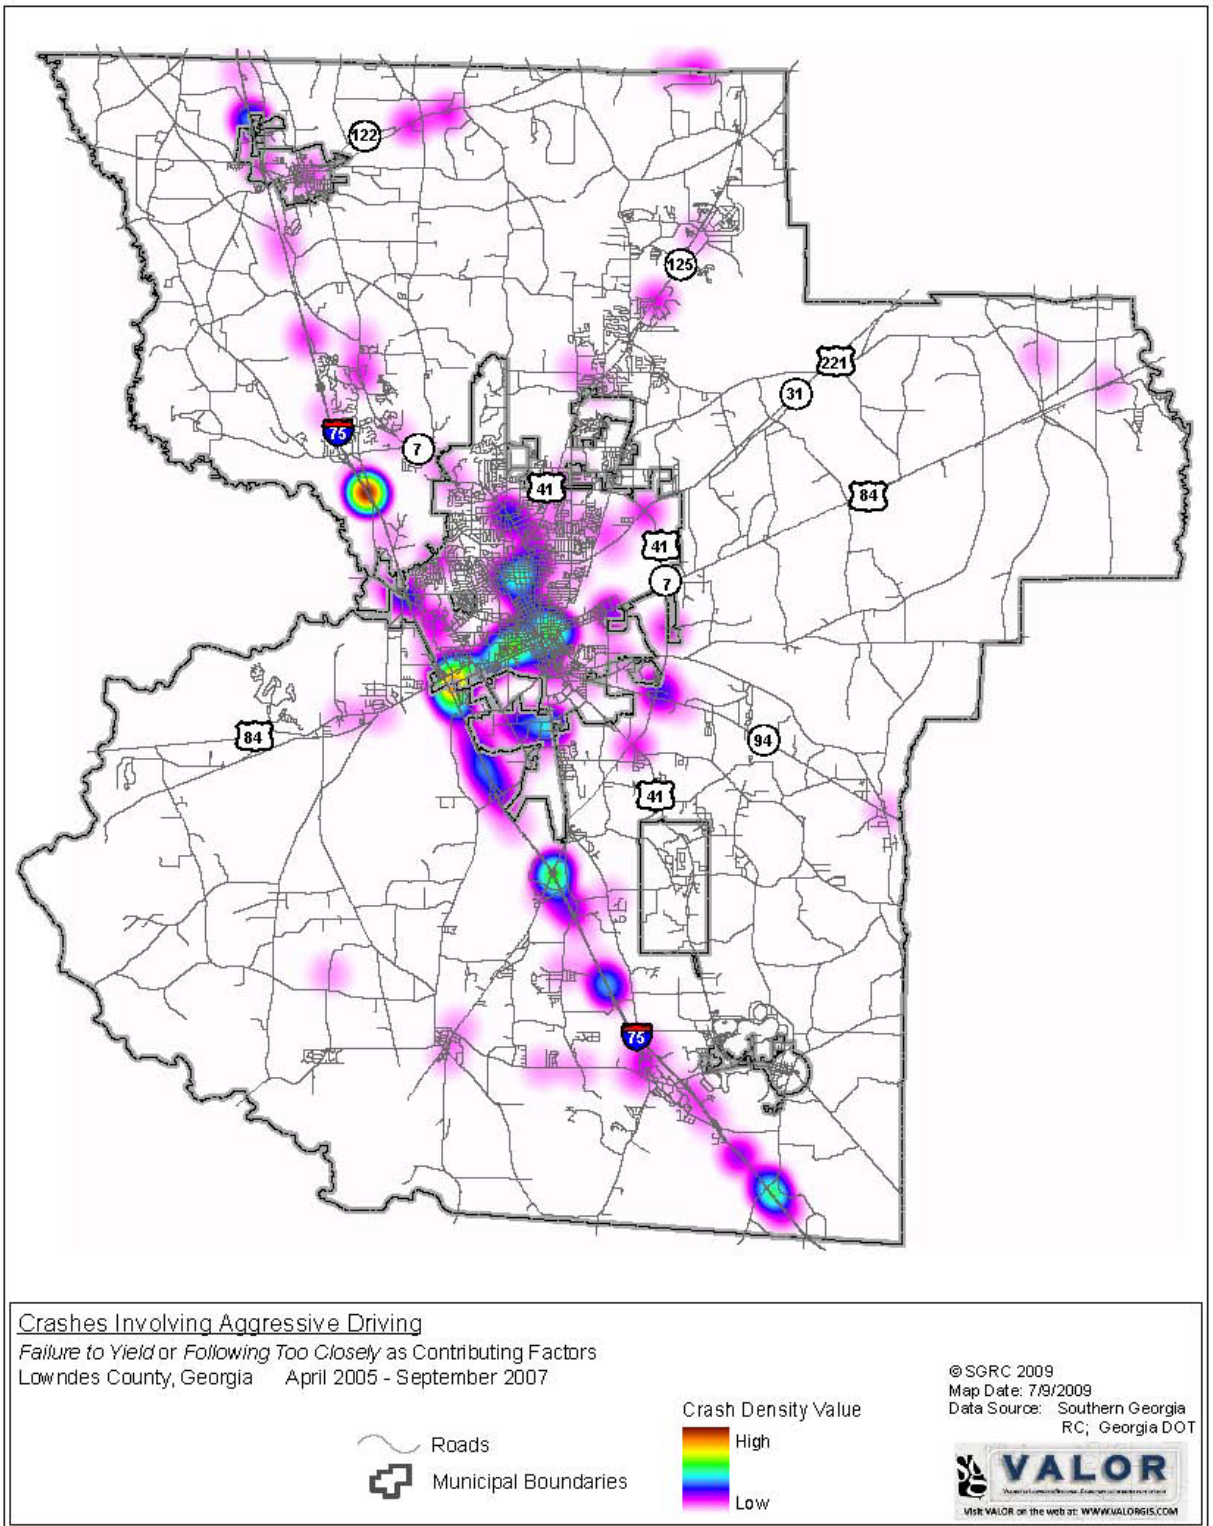 122
125
221
31
75
7
41
84
41
7
84
94
41
75
Crashes Involving Aggressive Driving
Failure to Yield or Following Too Closely as Contributing Factors
Lowndes County, Georgia April 2005 - September 2007
Roads
Municipal Boundaries
Crash Density Value
High
Low
© SGRC 2009
Map Date: 7/9/2009
Data Source: Southern Georgia
RC; Georgia DOT
VALOR
Visit VALOR on the web at: WWW.VALORGIS.COM